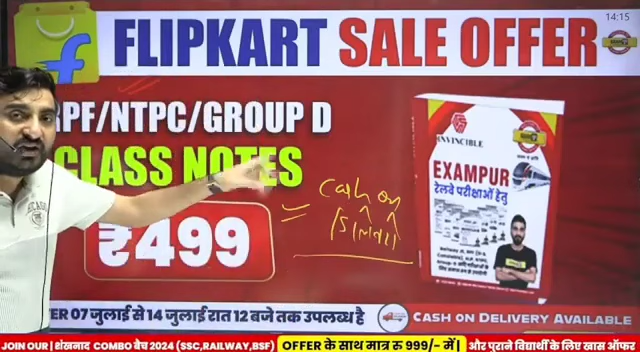 14:15
FLIPKART SALE OFFER
RPF/NTPC/GROUP D
CLASS NOTES
₹499
cash on
INVINCIBLE
EXAMPUR
रेलवे परीक्षाओं हेतु
07 जुलाई से 14 जुलाई रात 12 बजे तक उपलब्ध है
CASH ON DELIVERY AVAILABLE
JOIN OUR | शंखनाद COMBO बैच 2024 (SSC,RAILWAY,BSF) OFFER के साथ मात्र रु 999/- में | और पुराने विद्यार्थी के लिए खास ऑफर